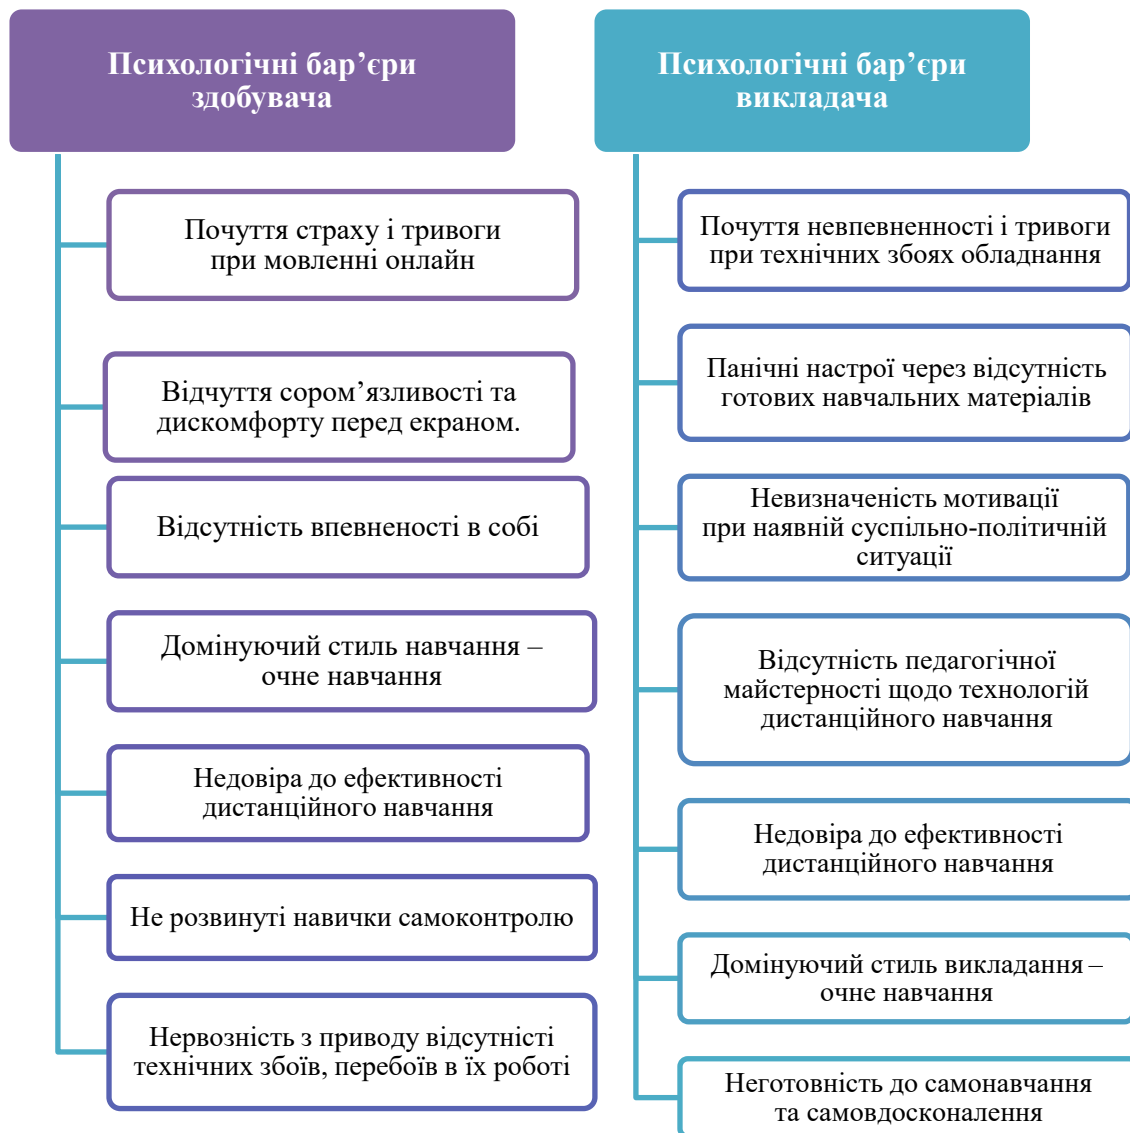 Психологічні бар’єри
здобувача
Почуття страху і тривоги
при мовленні онлайн
Відчуття сором’язливості та
дискомфорту перед екраном.
Відсутність впевненості в собі
Домінуючий стиль навчання –
очне навчання
Недовіра до ефективності
дистанційного навчання
Не розвинуті навички самоконтролю
Нервозність з приводу відсутністі
технічних збоїв, перебоїв в їх роботі
Психологічні бар’єри
викладача
Почуття невпевненності і тривоги
при технічних збоях обладнання
Панічні настрої через відсутність
готових навчальних матеріалів
Невизначеність мотивації
при наявній суспільно-політичній
ситуації
Відсутність педагогічної
майстерності щодо технологій
дистанційного навчання
Недовіра до ефективності
дистанційного навчання
Домінуючий стиль викладання –
очне навчання
Неготовність до самонавчання
та самовдосконалення